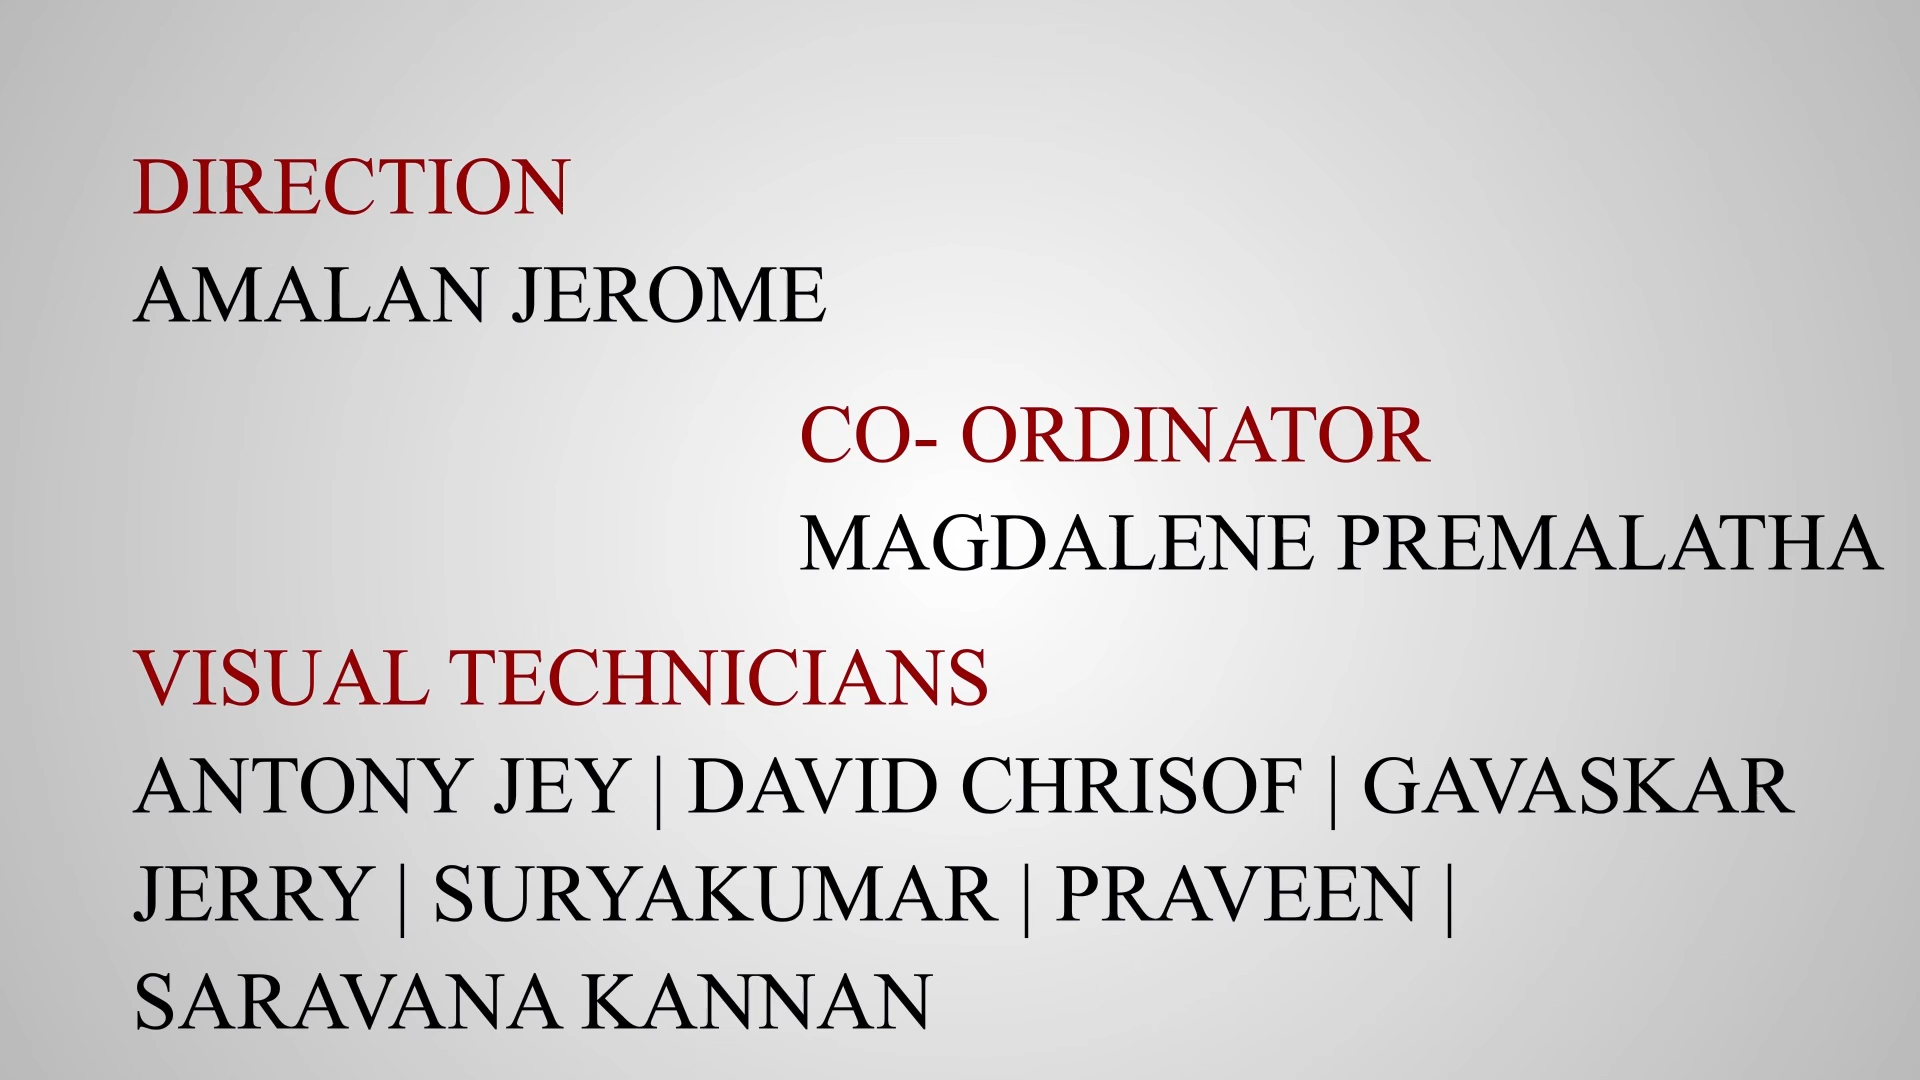 DIRECTION
AMALAN JEROME
CO- ORDINATOR
MAGDALENE PREMALATHA
VISUAL TECHNICIANS
ANTONY JEY | DAVID CHRISOF | GAVASKAR
JERRY | SURYAKUMAR | PRAVEEN |
SARAVANA KANNAN